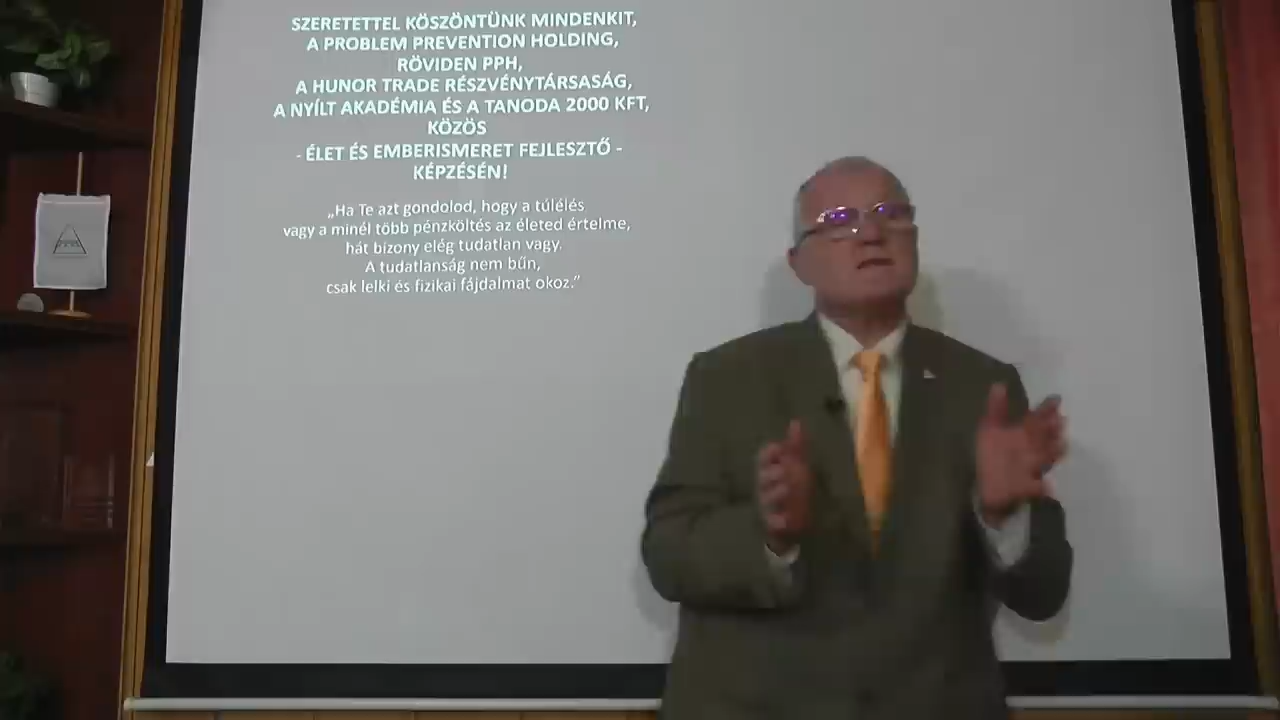 SZERETETTEL KÖSZÖNTÜNK MINDENKIT,
A PROBLEM PREVENTION HOLDING,
RÖVIDEN PPH,
A HUNOR TRADE RÉSZVÉNYTÁRSASÁG,
A NYÍLT AKADÉMIA ÉS A TANODA 2000 KFT,
KÖZÖS
- ÉLET ÉS EMBERISMERET FEJLESZTŐ -
KÉPZÉSÉN!
„Ha Te azt gondolod, hogy a túlélés
vagy a minél több pénzköltés az életed értelme,
hát bizony elég tudatlan vagy.
A tudatlanság nem bűn,
csak lelki és fizikai fájdalmat okoz.”